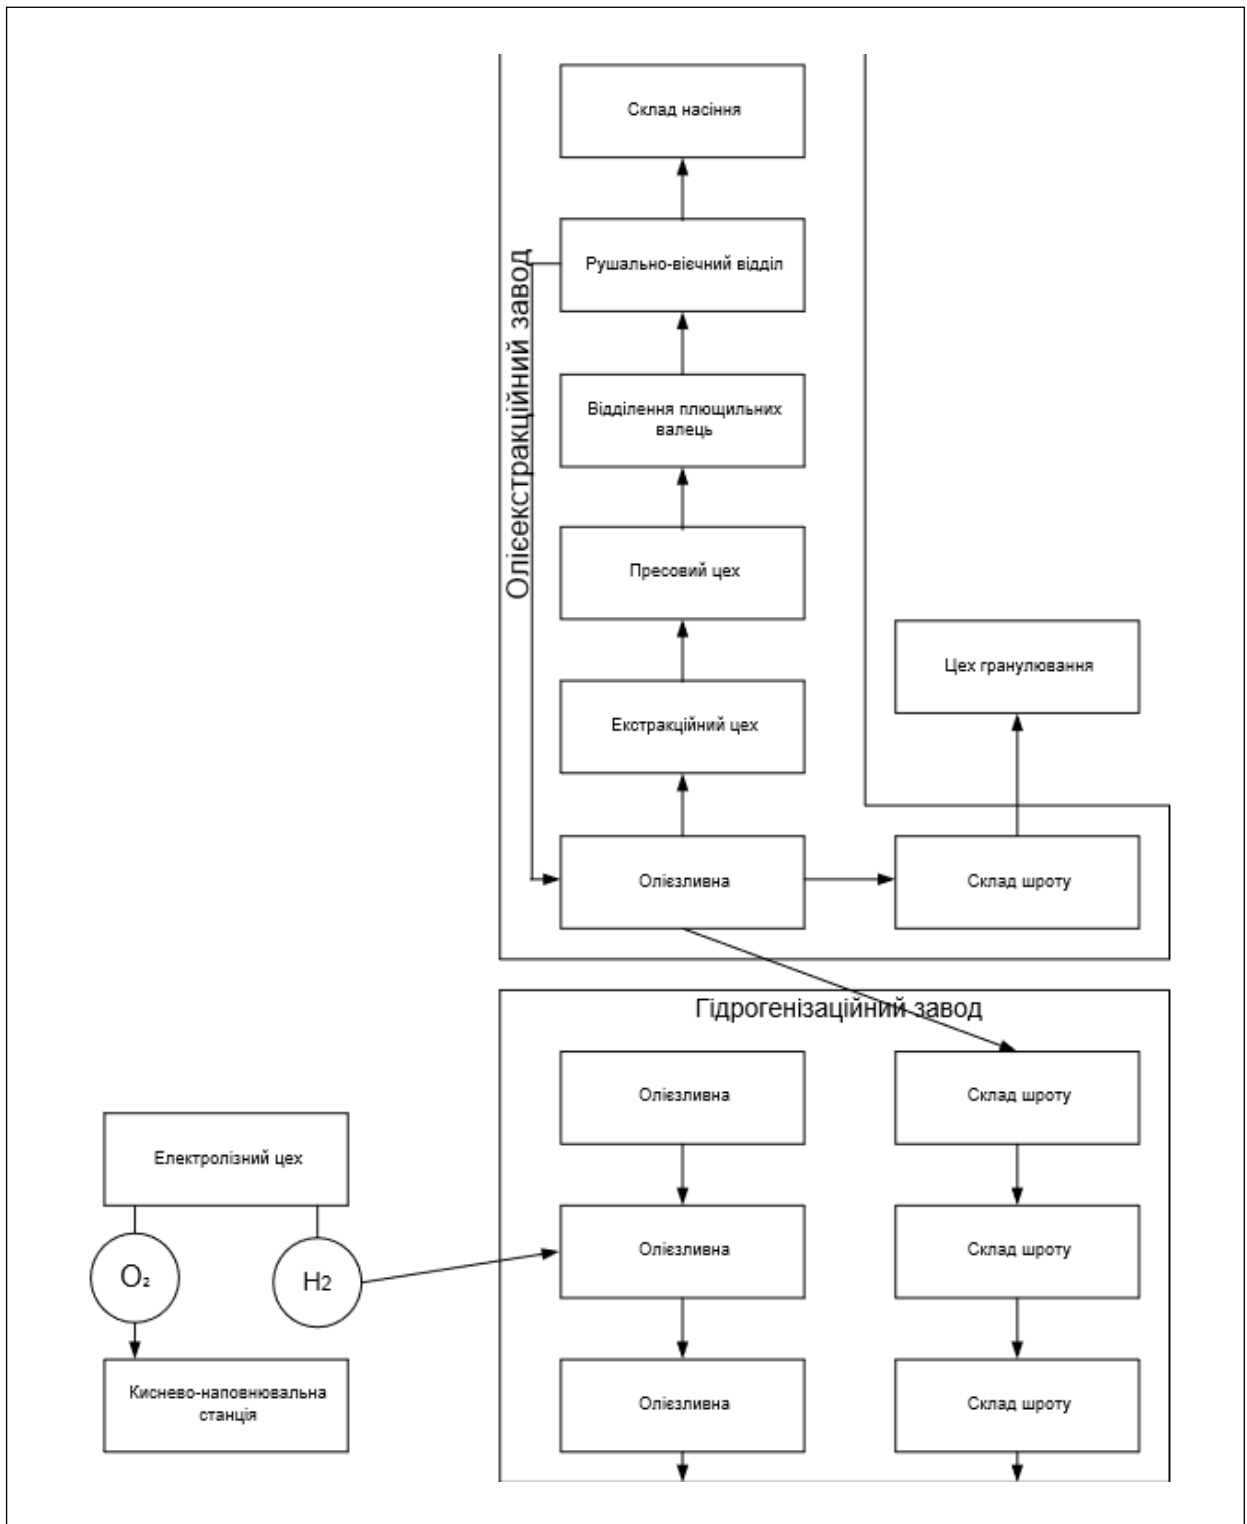 Склад насіння
Рушально-вієчний відділ
Олієекстракційний завод
Відділення плющильних
валець
Пресовий цех
Цех гранулювання
Екстракційний цех
Олієзливна
Склад шроту
Гідрогенізаційний завод
Олієзливна
Склад шроту
Електролізний цех
Олієзливна
Склад шроту
O₂
H2
Киснево-наповнювальна
станція
Олієзливна
Склад шроту